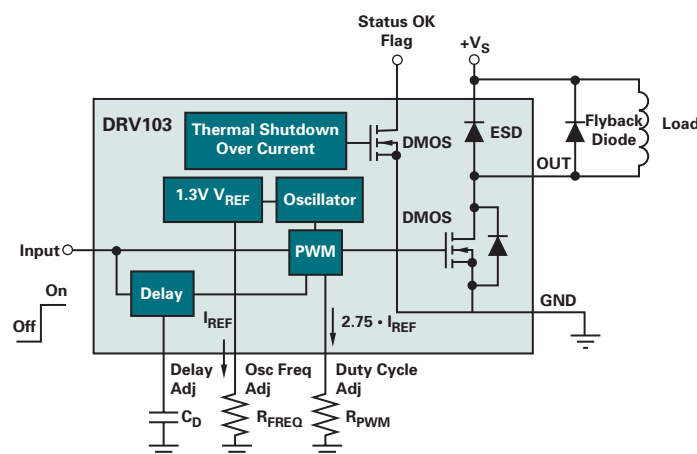 Status OK
Flag
+VS
DRV103
Thermal Shutdown
Over Current
DMOS
ESD
Flyback
Diode
Load
OUT
1.3V VREF
Oscillator
DMOS
Input
PWM
On
Off
Delay
IREF
2.75 • IREF
GND
Delay
Adj
Osc Freq
Adj
Duty Cycle
Adj
CD
RFREQ
RPWM